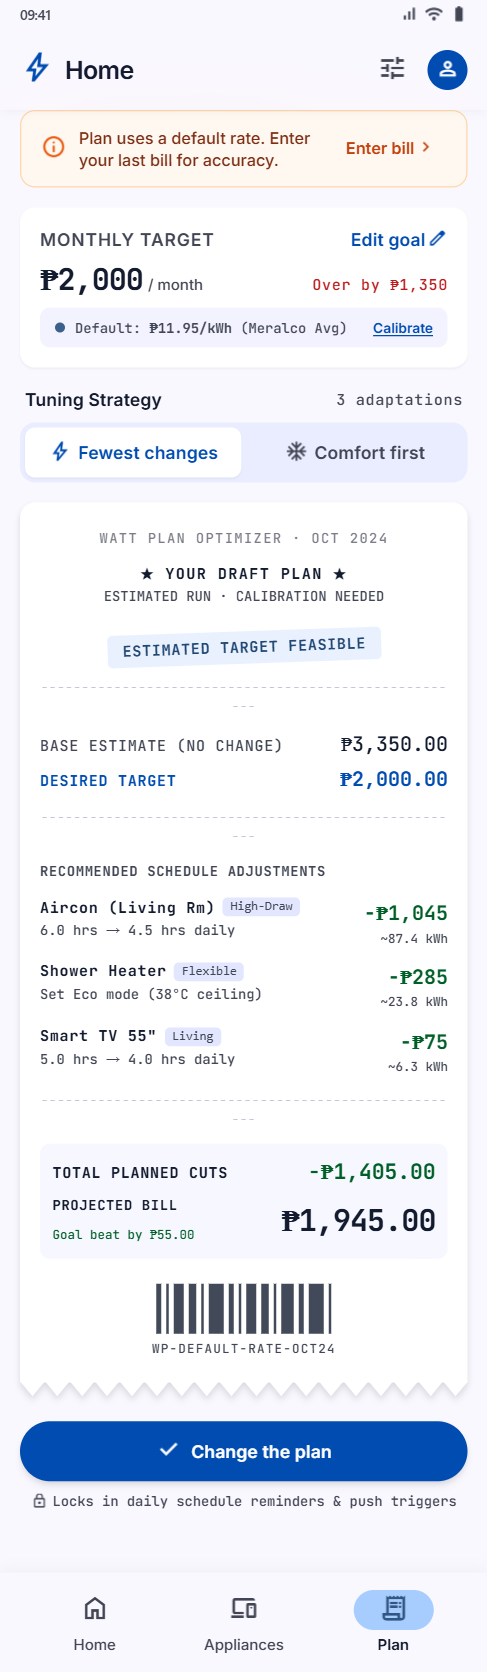 09:41
Home
Plan uses a default rate. Enter
your last bill for accuracy.
Enter bill
MONTHLY TARGET
Edit goal
₱2,000 / month
Over by ₱1,350
Default: ₱11.95/kWh (Meralco Avg)
Calibrate
Tuning Strategy
3 adaptations
Fewest changes
Comfort first
WATT PLAN OPTIMIZER · OCT 2024
★ YOUR DRAFT PLAN ★
ESTIMATED RUN · CALIBRATION NEEDED
ESTIMATED TARGET FEASIBLE
BASE ESTIMATE (NO CHANGE)
₱3,350.00
DESIRED TARGET
₱2,000.00
RECOMMENDED SCHEDULE ADJUSTMENTS
Aircon (Living Rm) High-Draw
-₱1,045
6.0 hrs → 4.5 hrs daily
~87.4 kWh
Shower Heater Flexible
-₱285
Set Eco mode (38°C ceiling)
~23.8 kWh
Smart TV 55" Living
-₱75
5.0 hrs → 4.0 hrs daily
~6.3 kWh
TOTAL PLANNED CUTS
-₱1,405.00
PROJECTED BILL
₱1,945.00
Goal beat by ₱55.00
WP-DEFAULT-RATE-OCT24
Change the plan
Locks in daily schedule reminders & push triggers
Home
Appliances
Plan